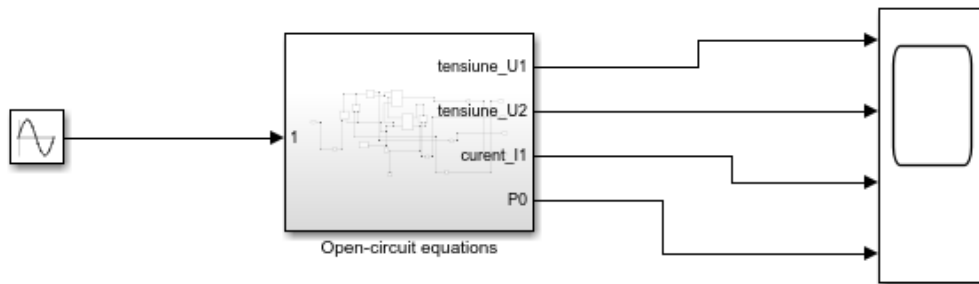 tensiune_U1
tensiune_U2
1
curent_I1
P0
Open-circuit equations